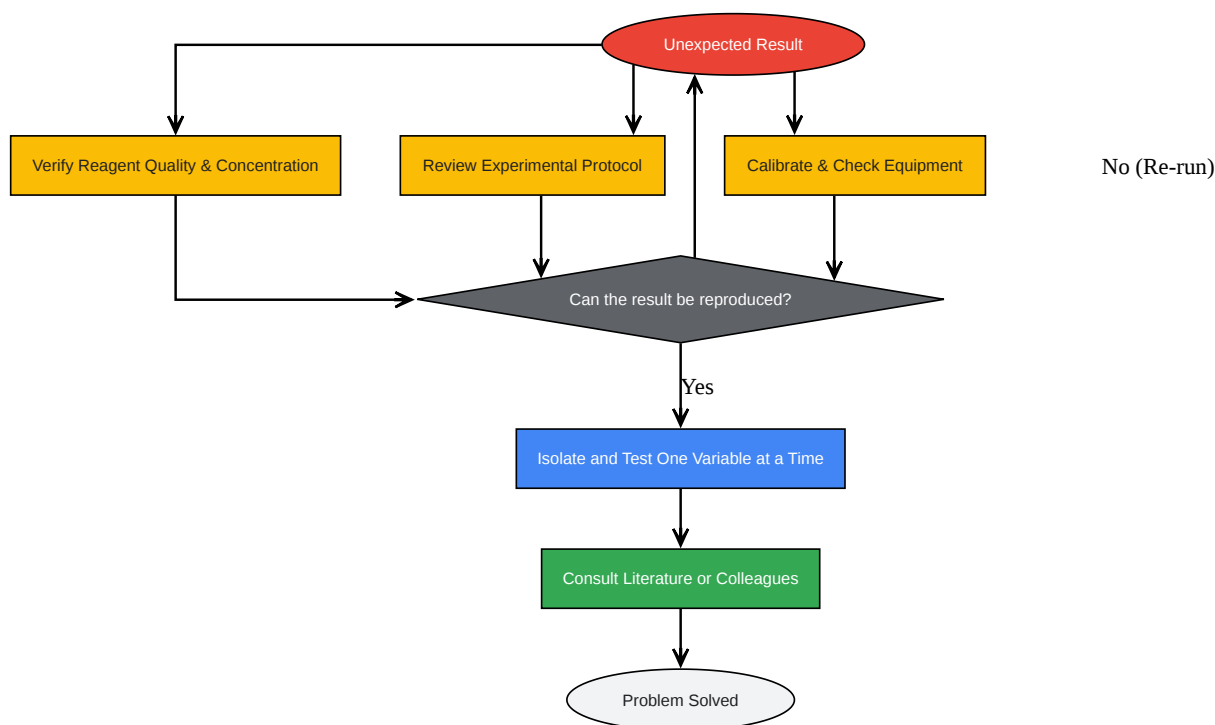 Unexpected Result
Verify Reagent Quality & Concentration
Review Experimental Protocol
Calibrate & Check Equipment
No (Re-run)
Can the result be reproduced?
Yes
Isolate and Test One Variable at a Time
Consult Literature or Colleagues
Problem Solved